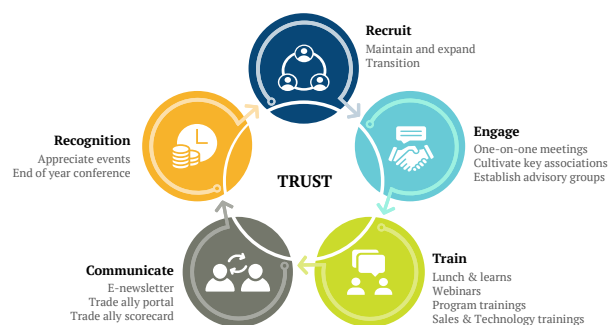 Recruit
Maintain and expand
Transition
Engage
One-on-one meetings
Cultivate key associations
Establish advisory groups
Train
Lunch & learns
Webinars
Program trainings
Sales & Technology trainings
Communicate
E-newsletter
Trade ally portal
Trade ally scorecard
Recognition
Appreciate events
End of year conference
TRUST